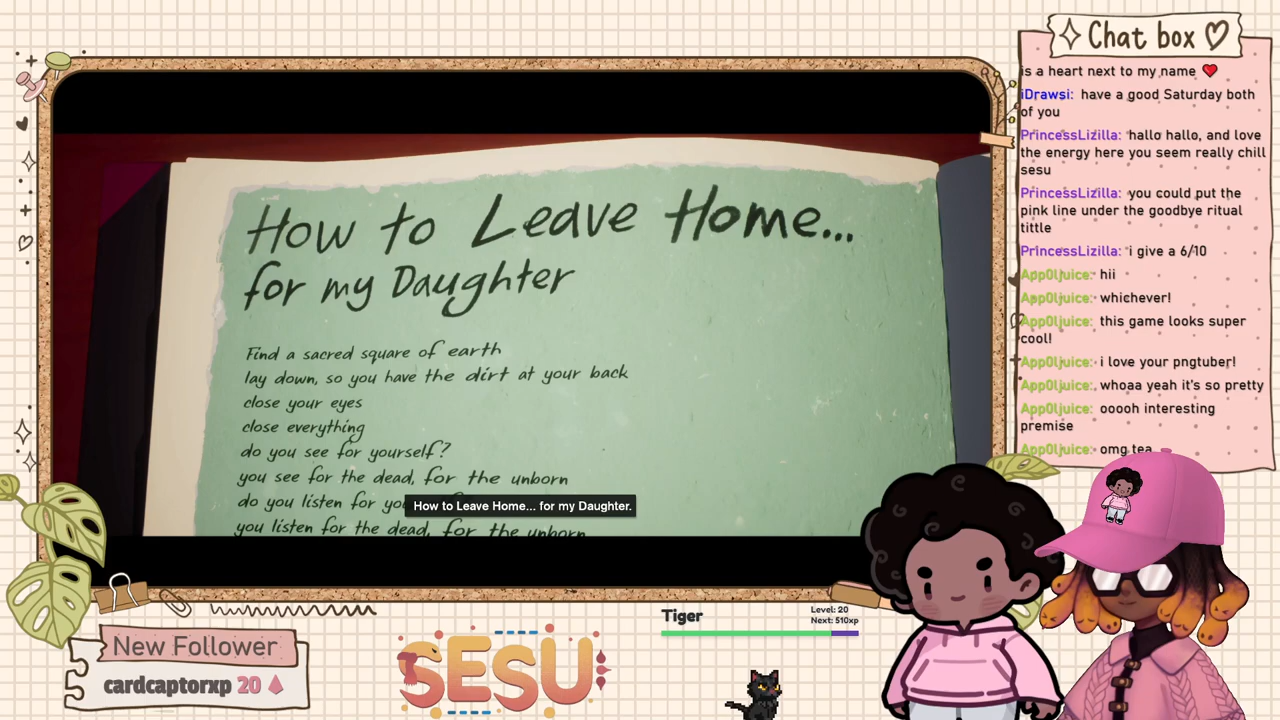 Chat box
is a heart next to my name
iDrawsi: have a good Saturday both
of you
PrincessLizilla: hallo hallo, and love
the energy here you seem really chill
sesu
PrincessLizilla: you could put the
pink line under the goodbye ritual
tittle
PrincessLizilla: i give a 6/10
App0ljuice: hii
App0ljuice: whichever!
App0ljuice: this game looks super
cool!
App0ljuice: i love your pngtuber!
App0ljuice: whoaa yeah it's so pretty
App0ljuice: ooooh interesting
premise
App0ljuice: omg tea
How to Leave Home...
for my Daughter
Find a sacred square of earth
lay down, so you have the dirt at your back
close your eyes
close everything
do you see for yourself?
you see for the dead, for the unborn
do you listen for
How to Leave Home... for my Daughter.
you listen for the dead, for the unborn
New Follower
cardcaptorxp 20
SESU
Tiger
Level: 20
Next: 510xp